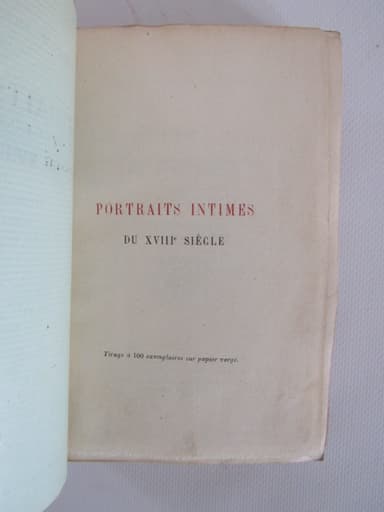 PORTRAITS INTIMES
DU XVIIIᵉ SIÈCLE
Tirage à 100 exemplaires sur papier vergé.